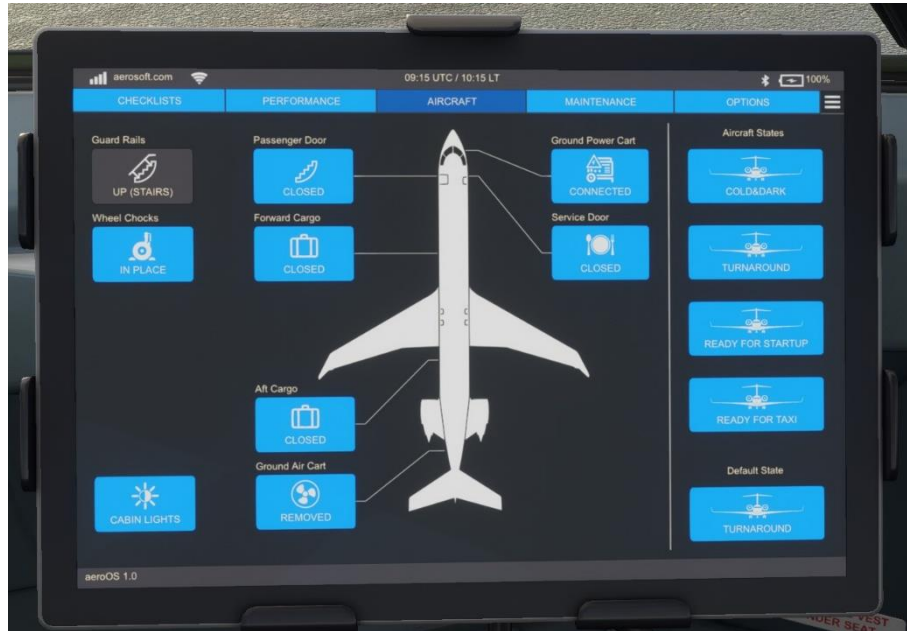 aerosoft.com
09:15 UTC / 10:15 LT
100%
CHECKLISTS
PERFORMANCE
AIRCRAFT
MAINTENANCE
OPTIONS
Guard Rails
UP (STAIRS)
Wheel Chocks
IN PLACE
Passenger Door
CLOSED
Forward Cargo
CLOSED
Ground Power Cart
CONNECTED
Service Door
CLOSED
Aft Cargo
CLOSED
Ground Air Cart
REMOVED
CABIN LIGHTS
Aircraft States
COLD&DARK
TURNAROUND
READY FOR STARTUP
READY FOR TAXI
Default State
TURNAROUND
aeroOS 1.0
VEST
UNDER SEAT